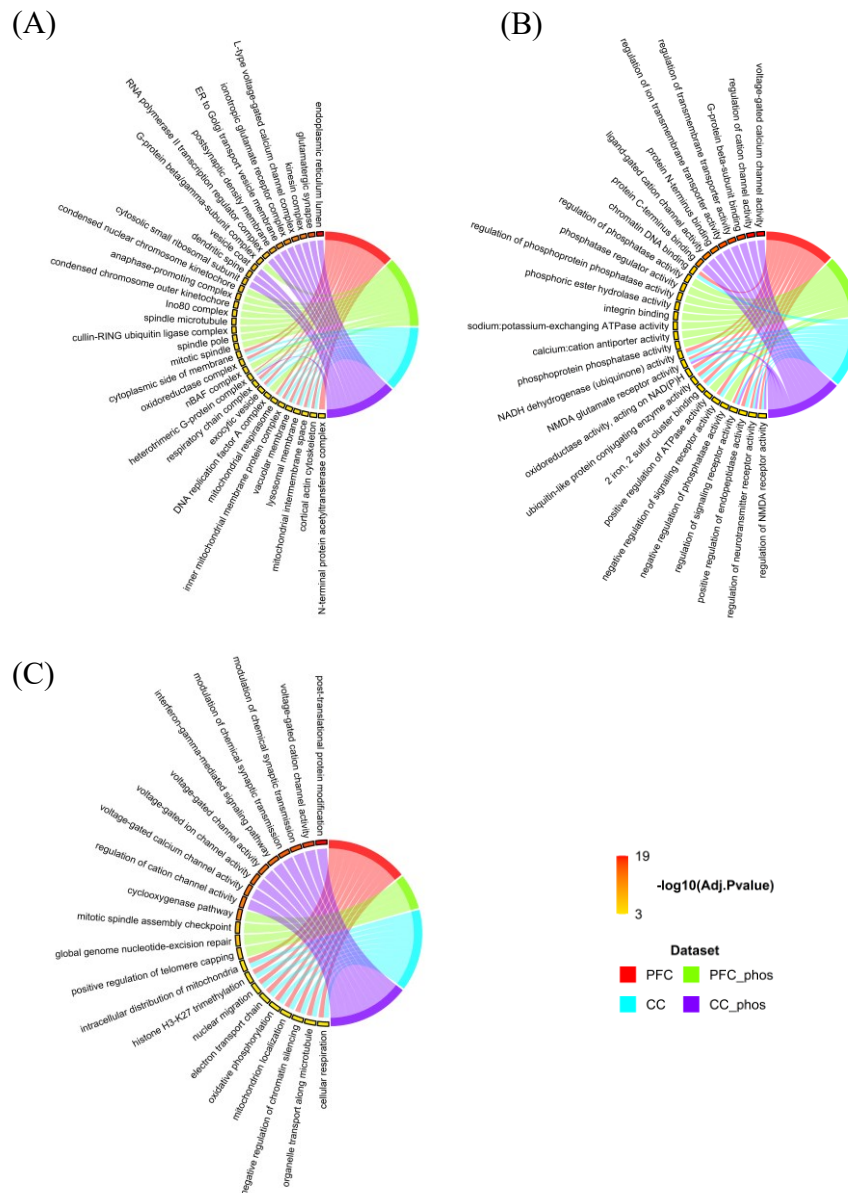 (A)
endoplasmic reticulum lumen
glutamatergic synapse
kinesin complex
L-type voltage-gated calcium channel complex
ionotropic glutamate receptor complex
ER to Golgi transport vesicle membrane
postsynaptic density membrane
RNA polymerase II transcription regulator complex
G-protein beta/gamma-subunit complex
vesicle coat
dendritic spine
cytosolic small ribosomal subunit
condensed nuclear chromosome kinetochore
anaphase-promoting complex
condensed chromosome outer kinetochore
Ino80 complex
spindle microtubule
cullin-RING ubiquitin ligase complex
spindle pole
mitotic spindle
cytoplasmic side of membrane
oxidoreductase complex
nBAF complex
heterotrimeric G-protein complex
respiratory chain complex
exocytic vesicle
DNA replication factor A complex
mitochondrial respirasome
inner mitochondrial membrane protein complex
vacuolar membrane
lysosomal membrane
mitochondrial intermembrane space
cortical actin cytoskeleton
N-terminal protein acetyltransferase complex
(B)
voltage-gated calcium channel activity
regulation of cation channel activity
G-protein beta-subunit binding
regulation of transmembrane transporter activity
regulation of ion transmembrane transporter activity
protein N-terminus binding
ligand-gated cation channel activity
protein C-terminus binding
chromatin DNA binding
phosphatase regulator activity
regulation of phosphatase activity
regulation of phosphoprotein phosphatase activity
phosphoric ester hydrolase activity
integrin binding
sodium:potassium-exchanging ATPase activity
calcium:cation antiporter activity
phosphoprotein phosphatase activity
NADH dehydrogenase (ubiquinone) activity
NMDA glutamate receptor activity
oxidoreductase activity, acting on NAD(P)H
ubiquitin-like protein conjugating enzyme activity
2 iron, 2 sulfur cluster binding
positive regulation of ATPase activity
negative regulation of signaling receptor activity
negative regulation of phosphatase activity
regulation of signaling receptor activity
positive regulation of endopeptidase activity
regulation of neurotransmitter receptor activity
regulation of NMDA receptor activity
(C)
post-translational protein modification
voltage-gated cation channel activity
modulation of chemical synaptic transmission
modulation of chemical synaptic transmission
interferon-gamma-mediated signaling pathway
voltage-gated channel activity
voltage-gated ion channel activity
voltage-gated calcium channel activity
regulation of cation channel activity
cyclooxygenase pathway
mitotic spindle assembly checkpoint
global genome nucleotide-excision repair
positive regulation of telomere capping
intracellular distribution of mitochondria
histone H3-K27 trimethylation
nuclear migration
electron transport chain
oxidative phosphorylation
mitochondrion localization
negative regulation of chromatin silencing
organelle transport along microtubule
cellular respiration
19
-log10(Adj.Pvalue)
3
Dataset
PFC PFC_phos
CC CC_phos